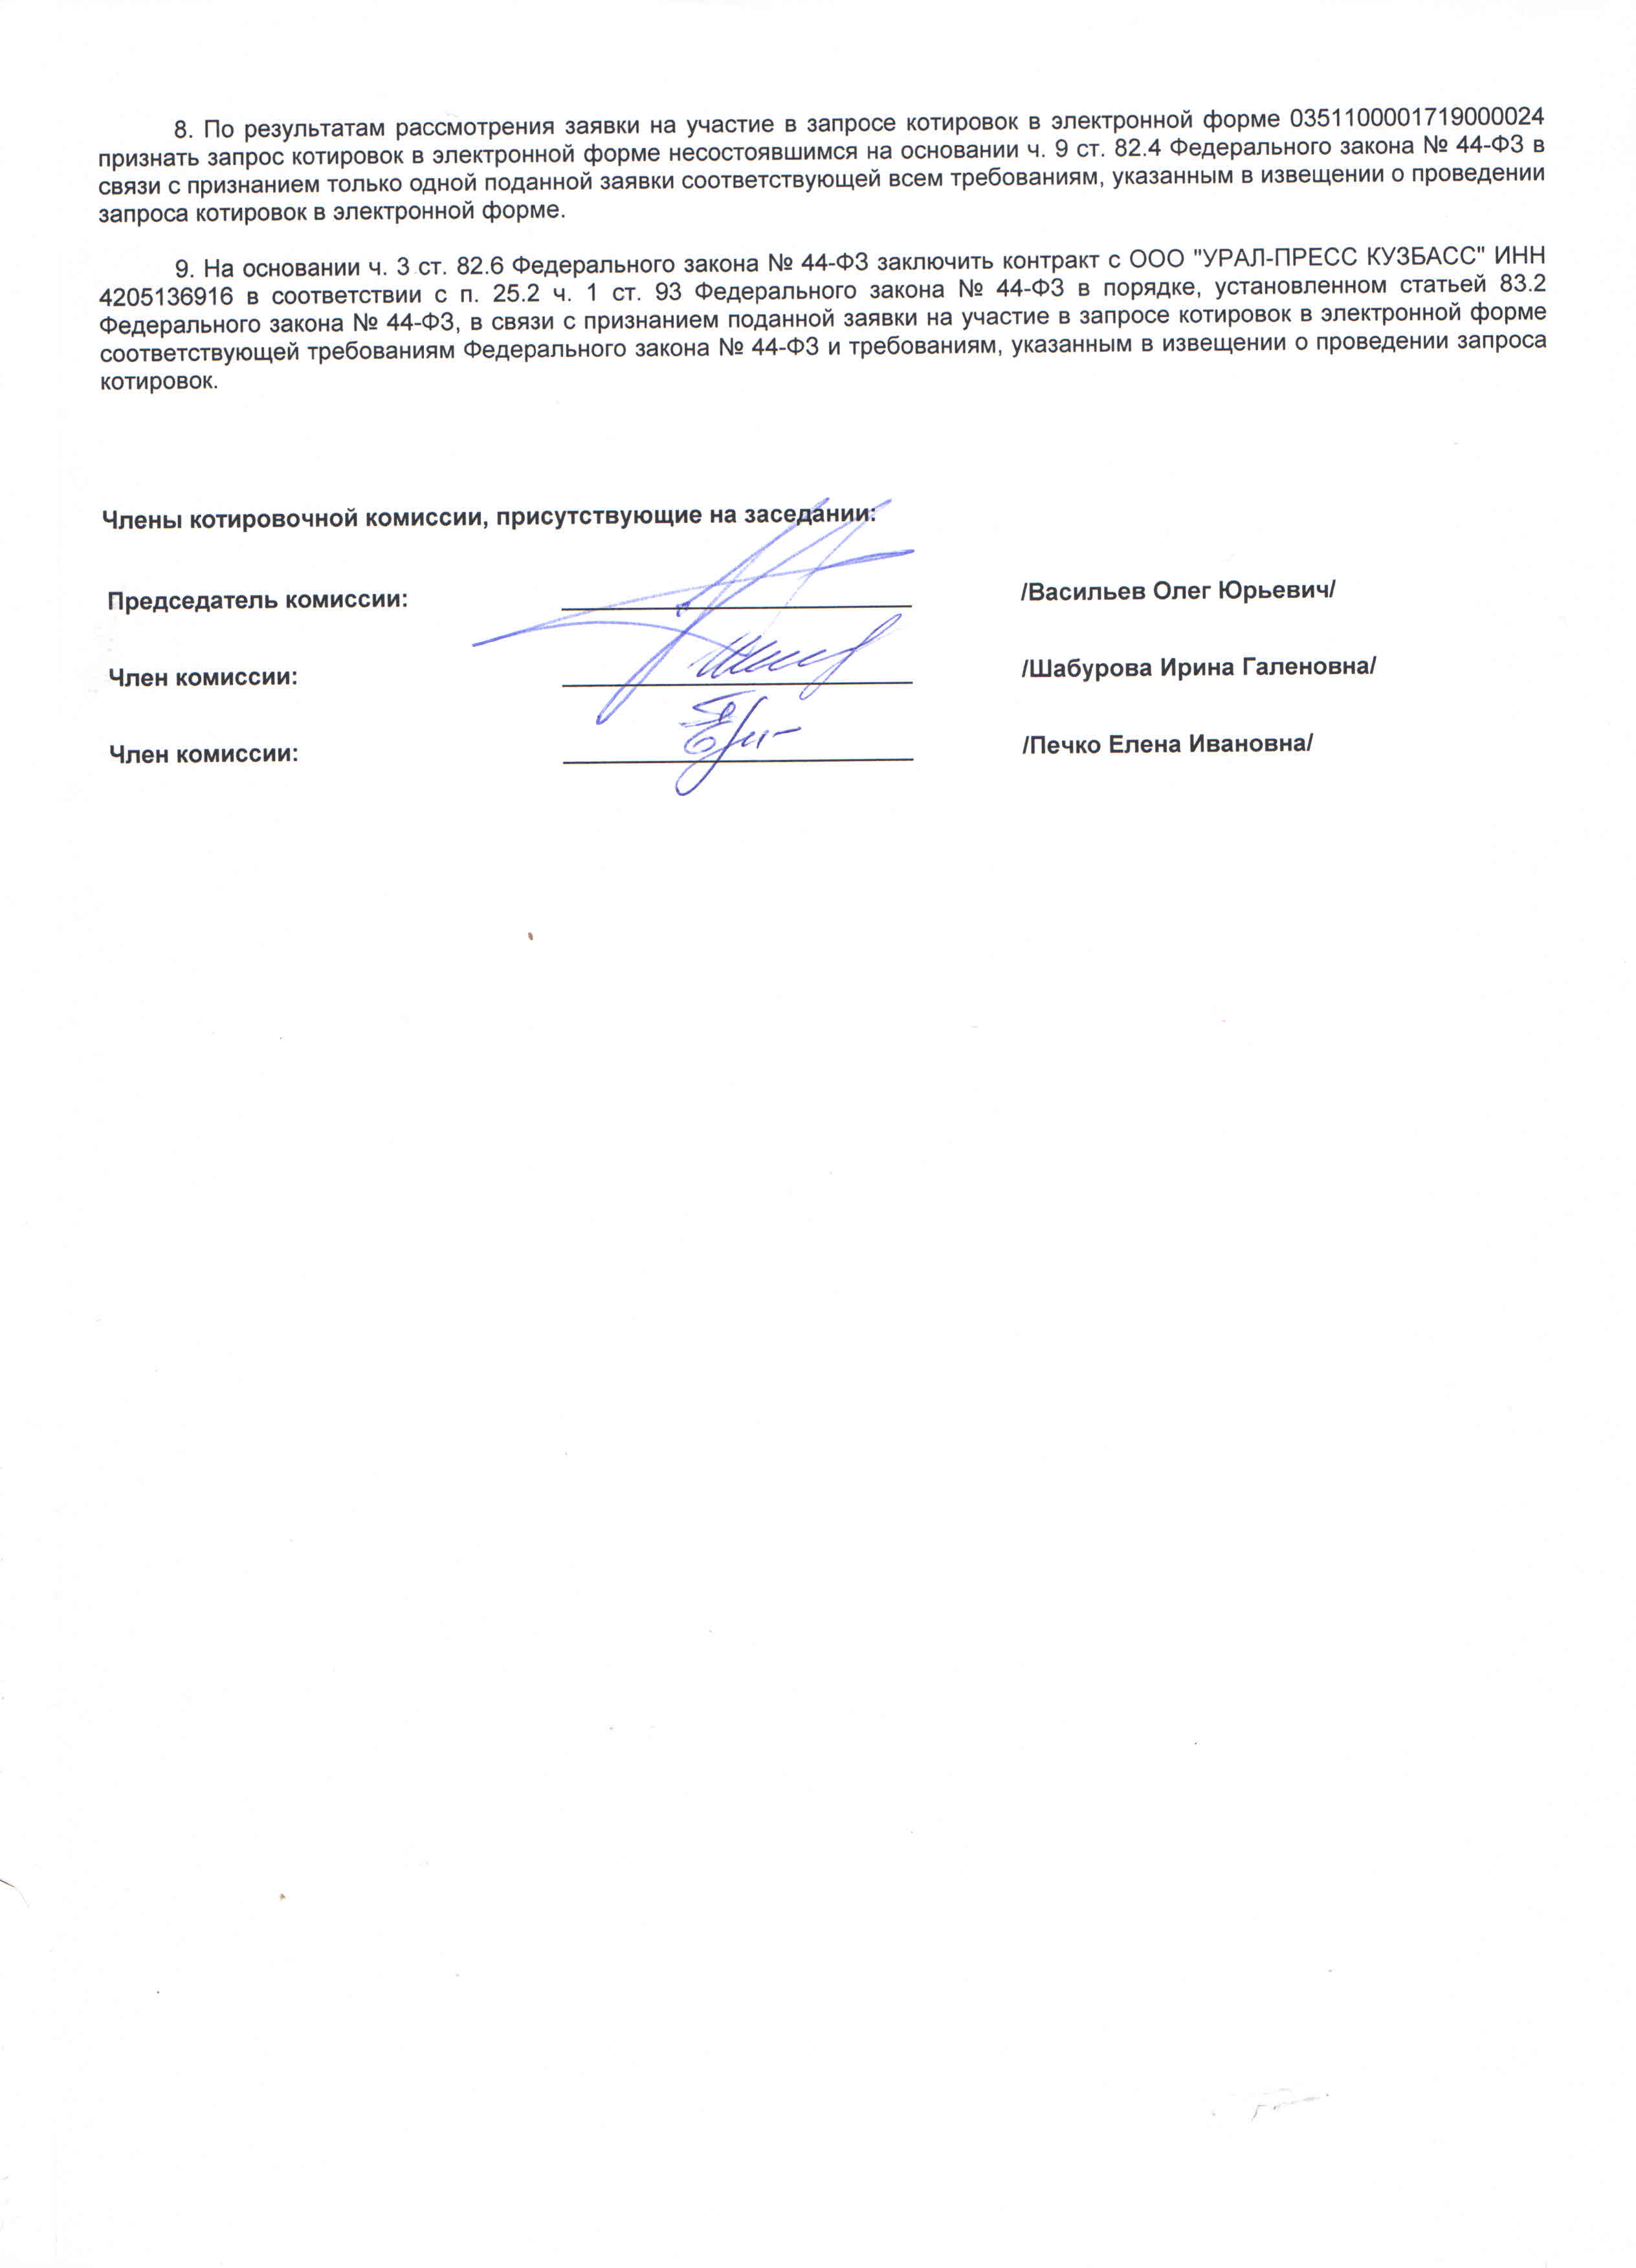 8. По результатам рассмотрения заявки на участие в запросе котировок в электронной форме 0351100001719000024
признать запрос котировок в электронной форме несостоявшимся на основании ч. 9 ст. 82.4 Федерального закона № 44-ФЗ в
связи с признанием только одной поданной заявки соответствующей всем требованиям, указанным в извещении о проведении
запроса котировок в электронной форме.
9. На основании ч. 3 ст. 82.6 Федерального закона № 44-ФЗ заключить контракт с ООО "УРАЛ-ПРЕСС КУЗБАСС" ИНН
4205136916 в соответствии с п. 25.2 ч. 1 ст. 93 Федерального закона № 44-ФЗ в порядке, установленном статьей 83.2
Федерального закона № 44-ФЗ, в связи с признанием поданной заявки на участие в запросе котировок в электронной форме
соответствующей требованиям Федерального закона № 44-ФЗ и требованиям, указанным в извещении о проведении запроса
котировок.
Члены котировочной комиссии, присутствующие на заседании:
Председатель комиссии: /Васильев Олег Юрьевич/
Член комиссии: /Шабурова Ирина Галеновна/
Член комиссии: /Печко Елена Ивановна/